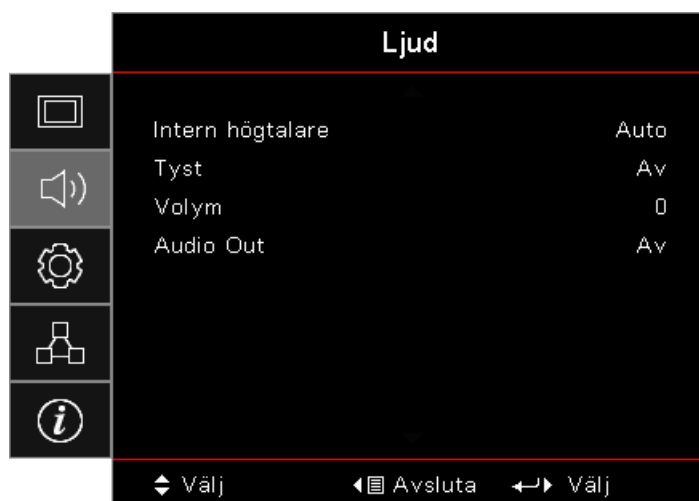 Ljud
Intern högtalare Auto
Tyst Av
Volym 0
Audio Out Av
Välj Avsluta Välj